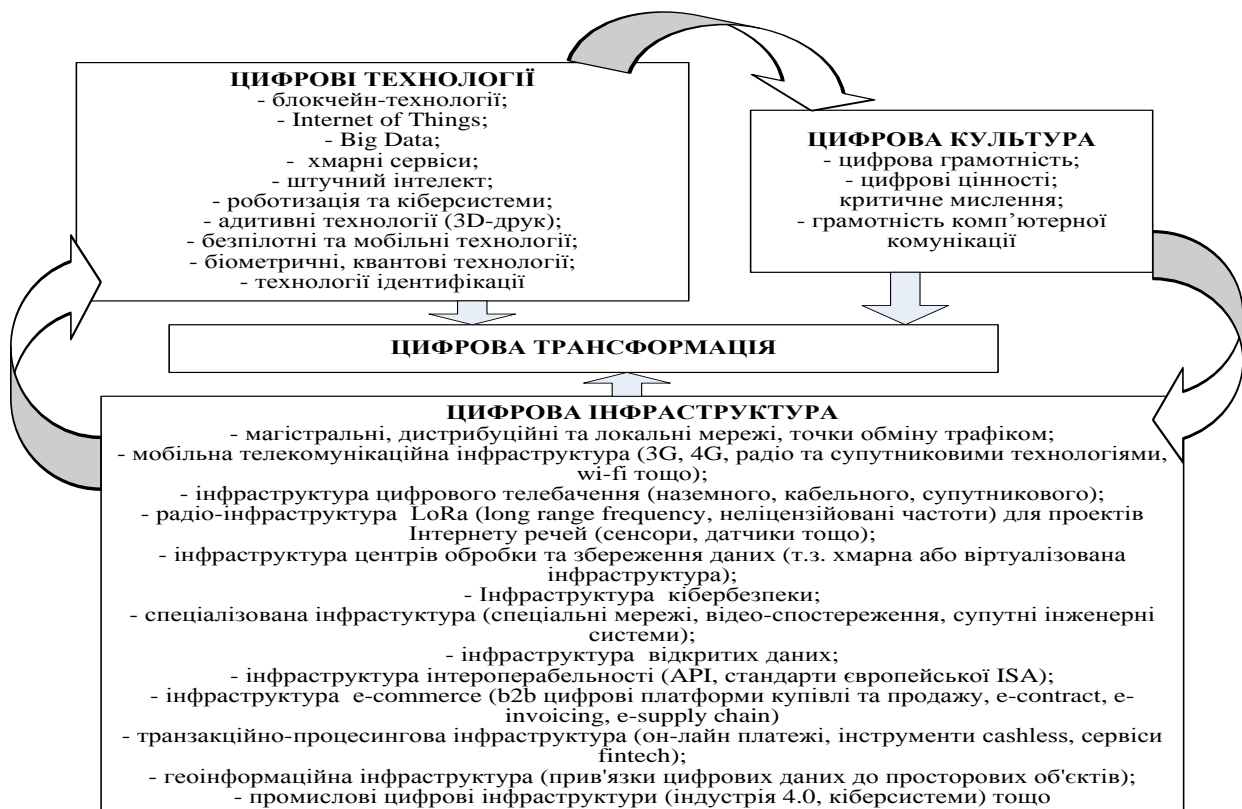 ЦИФРОВІ ТЕХНОЛОГІЇ
- блокчейн-технології;
- Internet of Things;
- Big Data;
- хмарні сервіси;
- штучний інтелект;
- роботизація та кіберсистеми;
- адитивні технології (3D-друк);
- безпілотні та мобільні технології;
- біометричні, квантові технології;
- технології ідентифікації
ЦИФРОВА КУЛЬТУРА
- цифрова грамотність;
- цифрові цінності;
критичне мислення;
- грамотність комп’ютерної
комунікації
ЦИФРОВА ТРАНСФОРМАЦІЯ
ЦИФРОВА ІНФРАСТРУКТУРА
- магістральні, дистрибуційні та локальні мережі, точки обміну трафіком;
- мобільна телекомунікаційна інфраструктура (3G, 4G, радіо та супутниковими технологіями,
wi-fi тощо);
- інфраструктура цифрового телебачення (наземного, кабельного, супутникового);
- радіо-інфраструктура LoRa (long range frequency, неліцензійовані частоти) для проектів
Інтернету речей (сенсори, датчики тощо);
- інфраструктура центрів обробки та збереження даних (т.з. хмарна або віртуалізована
інфраструктура);
- Інфраструктура кібербезпеки;
- спеціалізована інфрастуктура (спеціальні мережі, відео-спостереження, супутні інженерні
системи);
- інфраструктура відкритих даних;
- інфраструктура інтероперабельності (API, стандарти європейської ISA);
- інфраструктура e-commerce (b2b цифрові платформи купівлі та продажу, e-contract, e-
invoicing, e-supply chain)
- транзакційно-процесингова інфраструктура (он-лайн платежі, інструменти cashless, сервіси
fintech);
- геоінформаційна інфраструктура (прив'язки цифрових даних до просторових об'єктів);
- промислові цифрові інфраструктури (індустрія 4.0, кіберсистеми) тощо